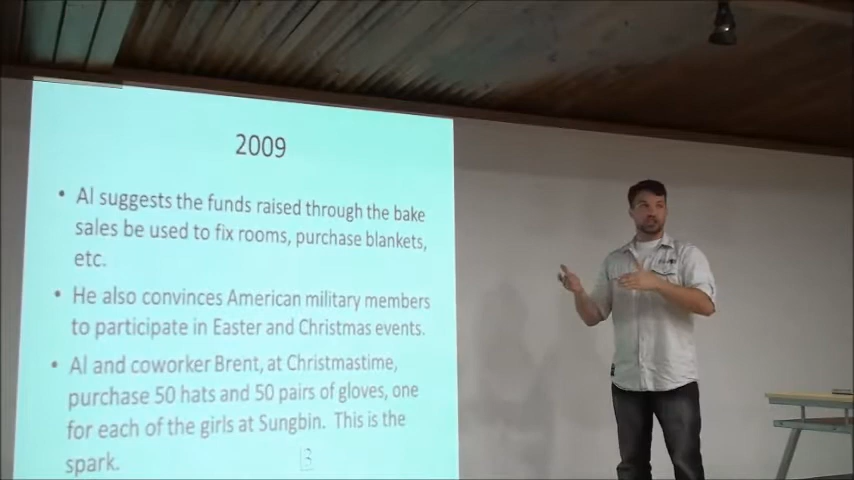 2009
• Al suggests the funds raised through the bake
sales be used to fix rooms, purchase blankets,
etc.
• He also convinces American military members
to participate in Easter and Christmas events.
• Al and coworker Brent, at Christmastime,
purchase 50 hats and 50 pairs of gloves, one
for each of the girls at Sungbin. This is the
spark.
3